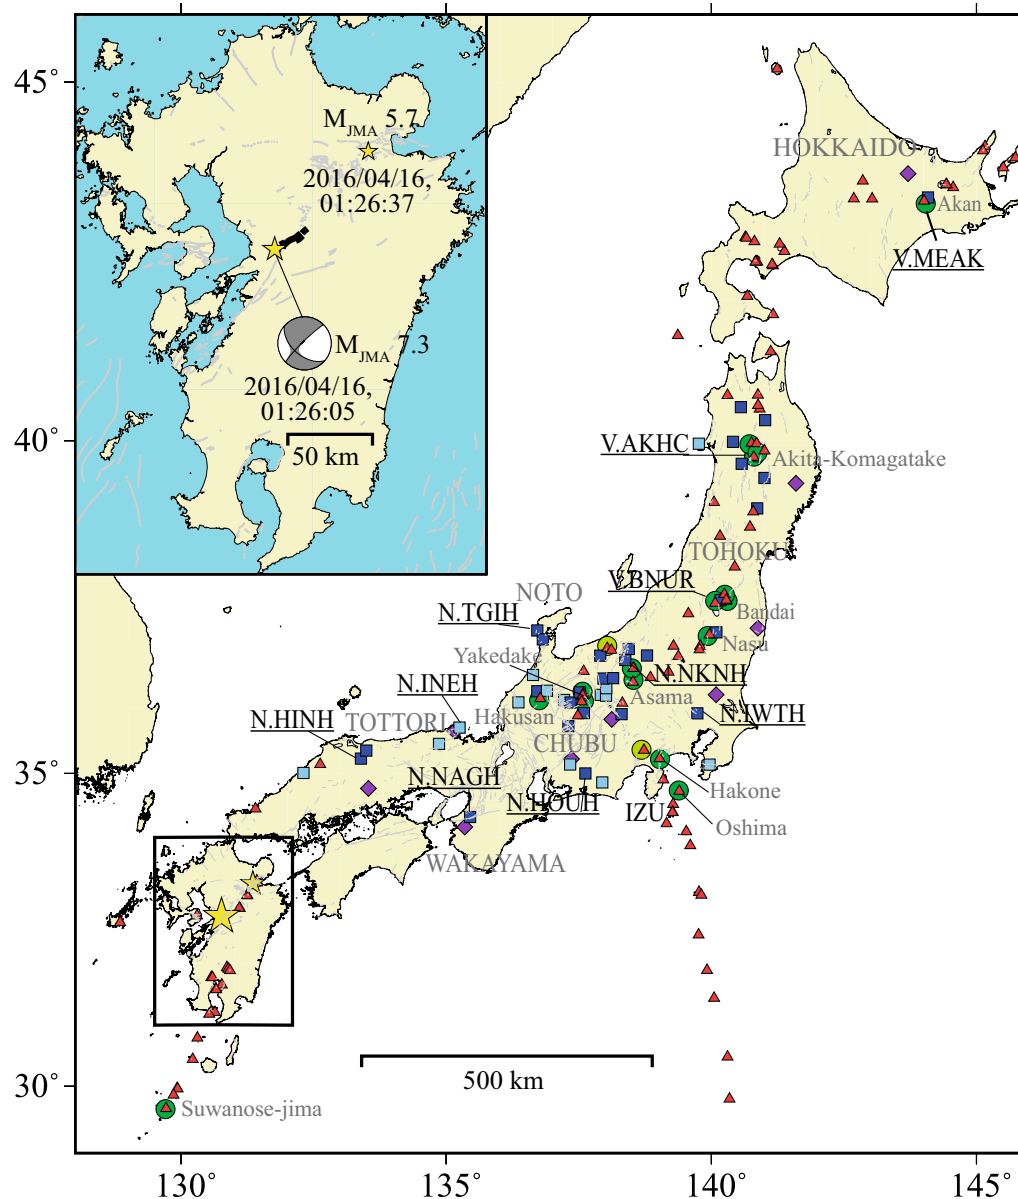 45°
40°
35°
30°
130°
135°
140°
145°
M JMA 5.7
2016/04/16,
01:26:37
M JMA 7.3
2016/04/16,
01:26:05
50 km
HOKKAIDO
Akan
V.MEAK
V.AKHC
Akita-Komagatake
TOHOKU
V.BNUR
Bandai
NOTO
N.TGIH
Nasu
Yakedake
N.NKNH
N.INEH
Asama
N.HINH
TOTTORI
Hakusan
N.IWTH
CHUBU
N.NAGH
N.HOUH
Hakone
IZU
Oshima
WAKAYAMA
500 km
Suwanose-jima